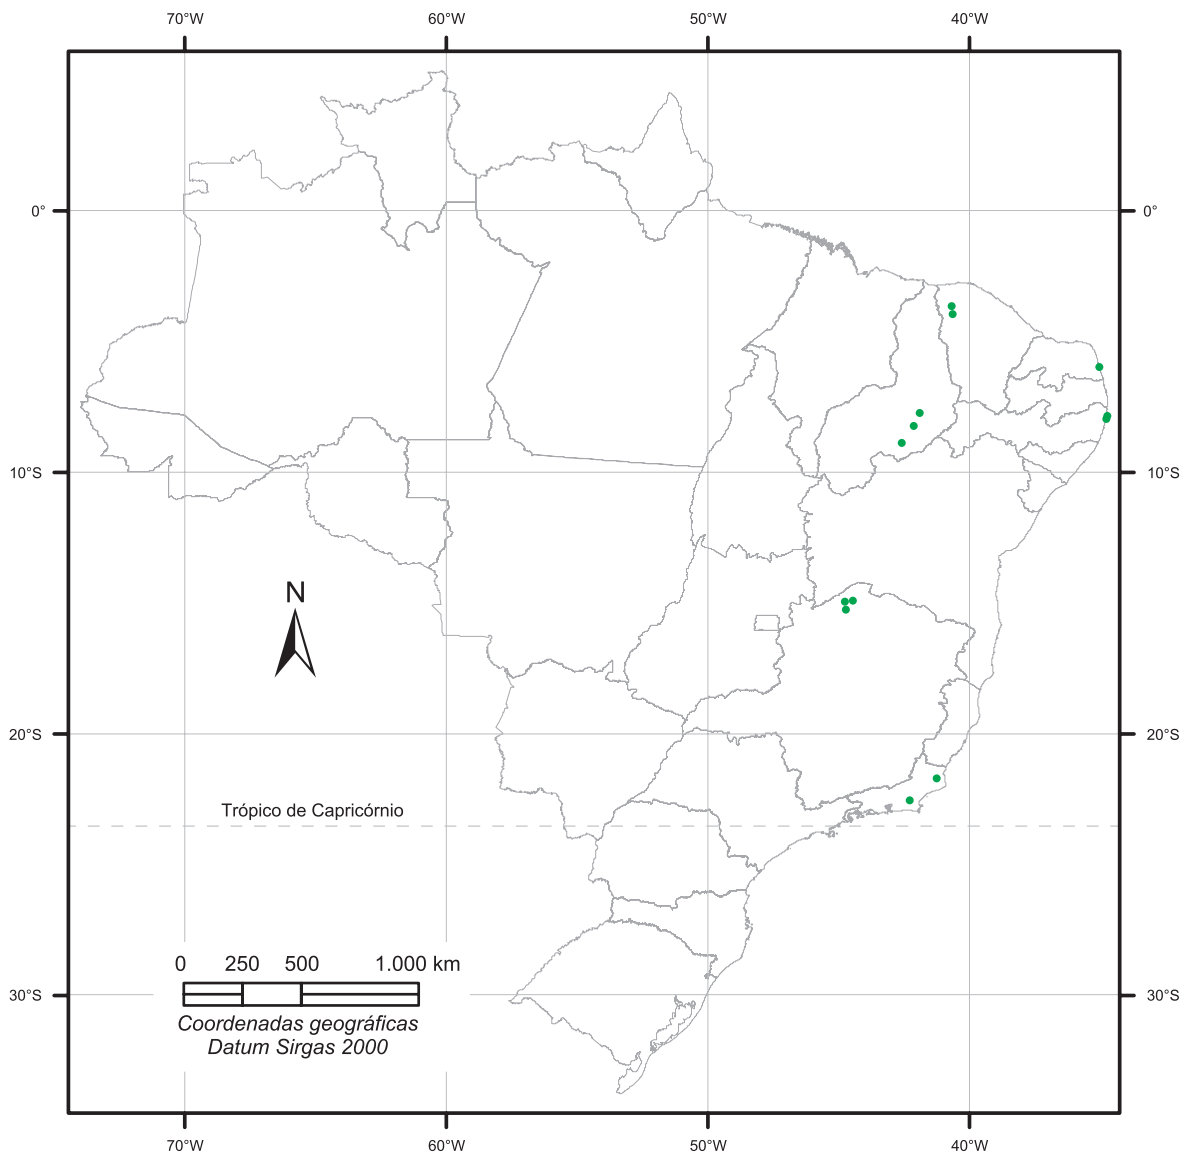 70°W 60°W 50°W 40°W
0° 0°
10°S 10°S
N
20°S 20°S
Trópico de Capricórnio
0 250 500 1.000 km
30°S 30°S
Coordenadas geográficas
Datum Sirgas 2000
70°W 60°W 50°W 40°W